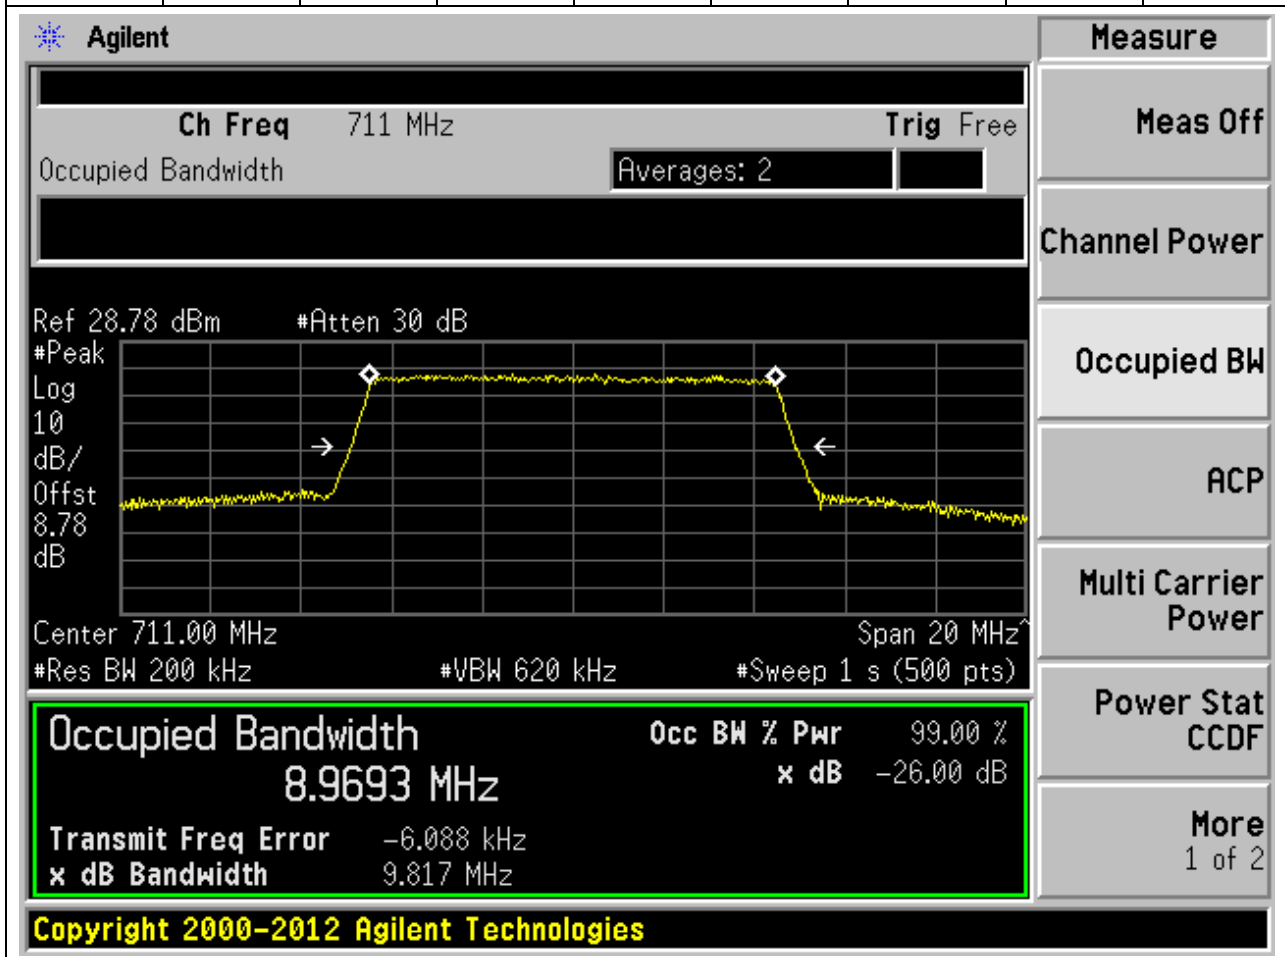 Agilent
Measure
Ch Freq 711 MHz Trig Free
Occupied Bandwidth Averages: 2
Ref 28.78 dBm #Atten 30 dB
#Peak
Log
10
dB/
Offst
8.78
dB
Center 711.00 MHz Span 20 MHz^
#Res BW 200 kHz #VBW 620 kHz #Sweep 1 s (500 pts)
Occupied Bandwidth Occ BW % Pwr 99.00 %
8.9693 MHz x dB -26.00 dB
Transmit Freq Error -6.088 kHz
x dB Bandwidth 9.817 MHz
Meas Off
Channel Power
Occupied BW
ACP
Multi Carrier
Power
Power Stat
CCDF
More
1 of 2
Copyright 2000-2012 Agilent Technologies